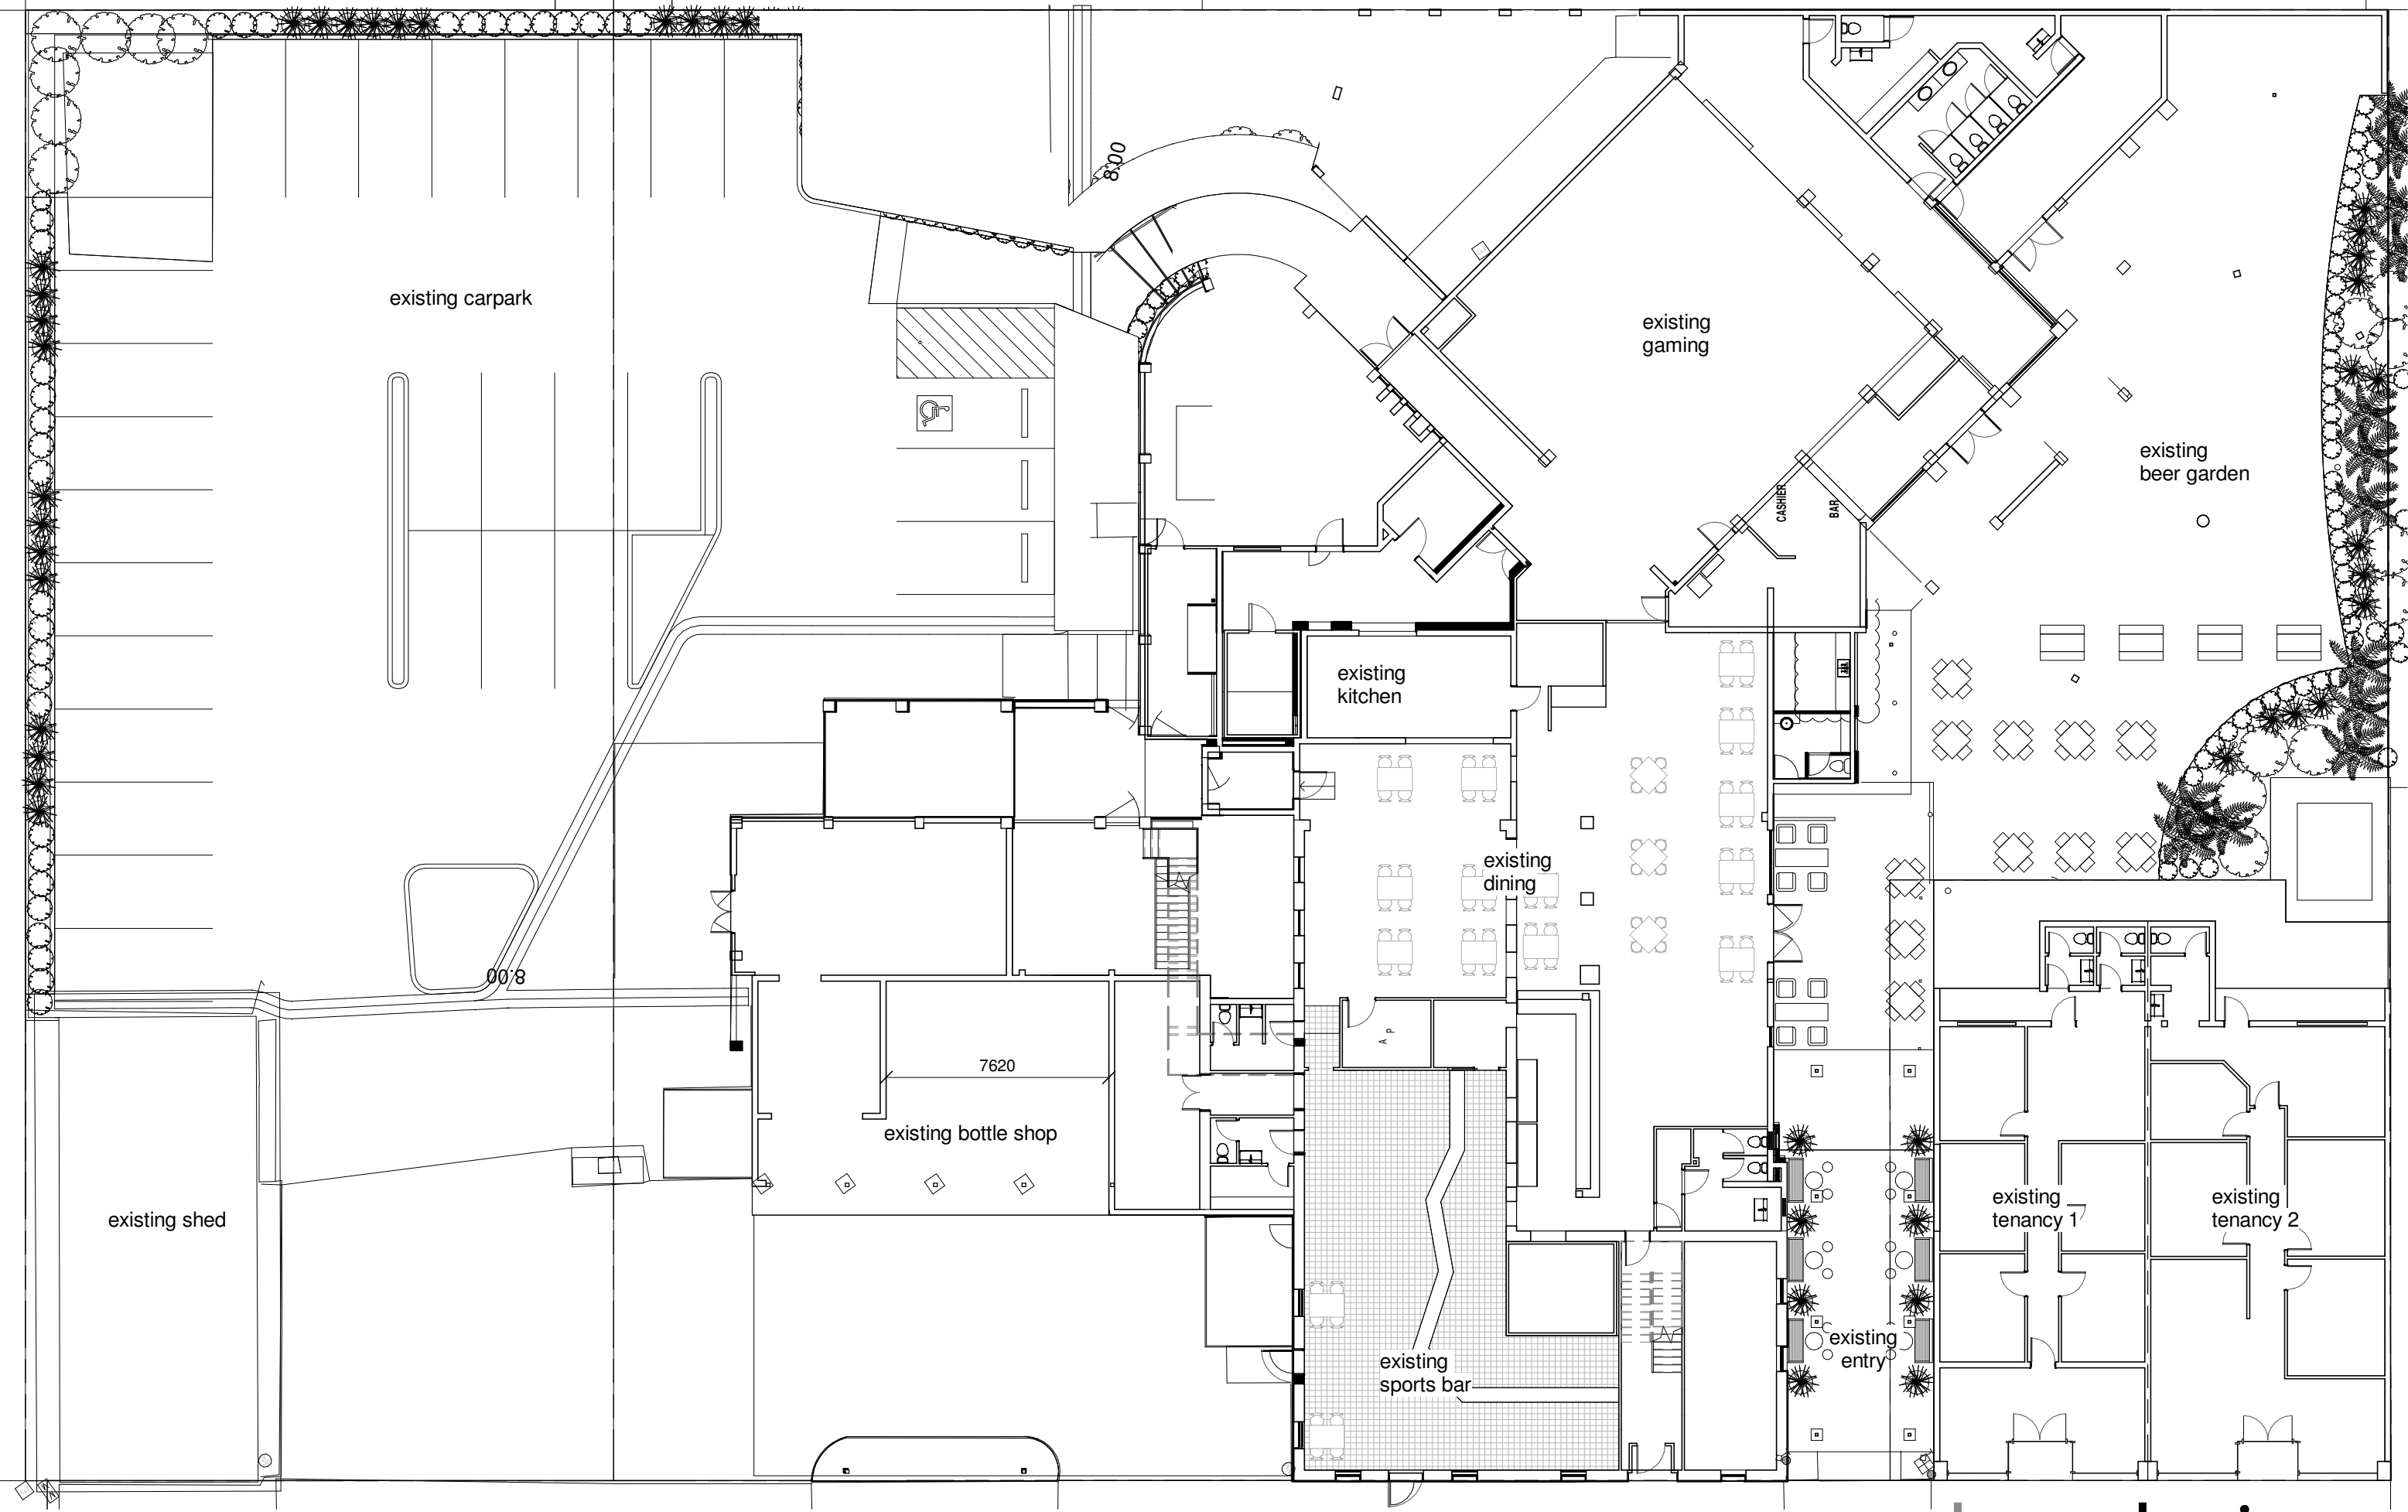 8.00
existing carpark
existing
gaming
existing
beer garden
CASHIER
BAR
existing
kitchen
existing
dining
8.00
A P
7620
existing bottle shop
existing shed
existing
tenancy 1
existing
tenancy 2
existing
entry
existing
sports bar